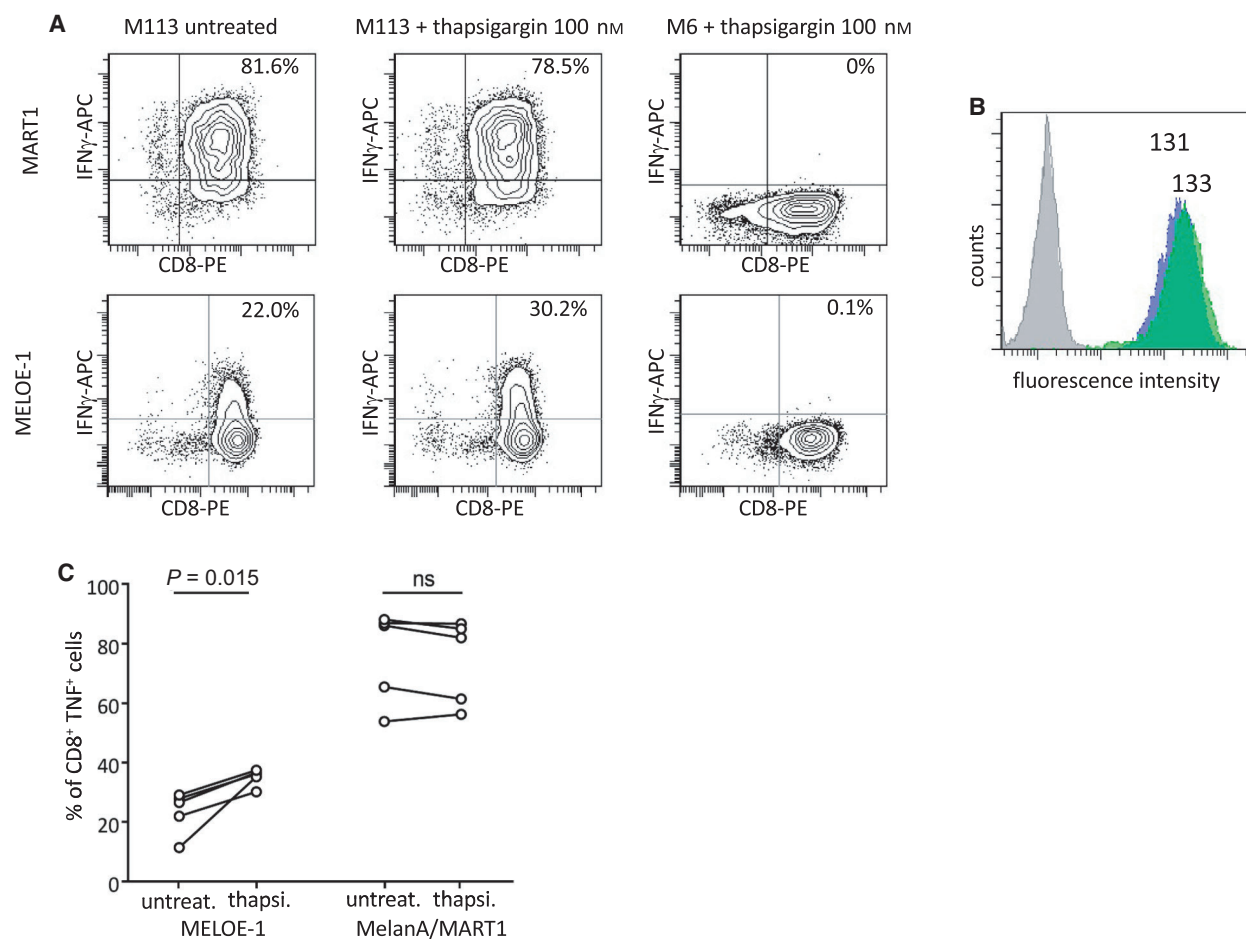 A
M113 untreated
M113 + thapsigargin 100 nM
M6 + thapsigargin 100 nM
MART1
IFNγ-APC
81.6%
CD8-PE
IFNγ-APC
78.5%
CD8-PE
IFNγ-APC
0%
CD8-PE
MELOE-1
IFNγ-APC
22.0%
CD8-PE
IFNγ-APC
30.2%
CD8-PE
IFNγ-APC
0.1%
CD8-PE
B
131
133
counts
fluorescence intensity
C
% of CD8+ TNF+ cells
100
80
60
40
20
0
P = 0.015
ns
untreat. thapsi.
MELOE-1
untreat. thapsi.
MelanA/MART1